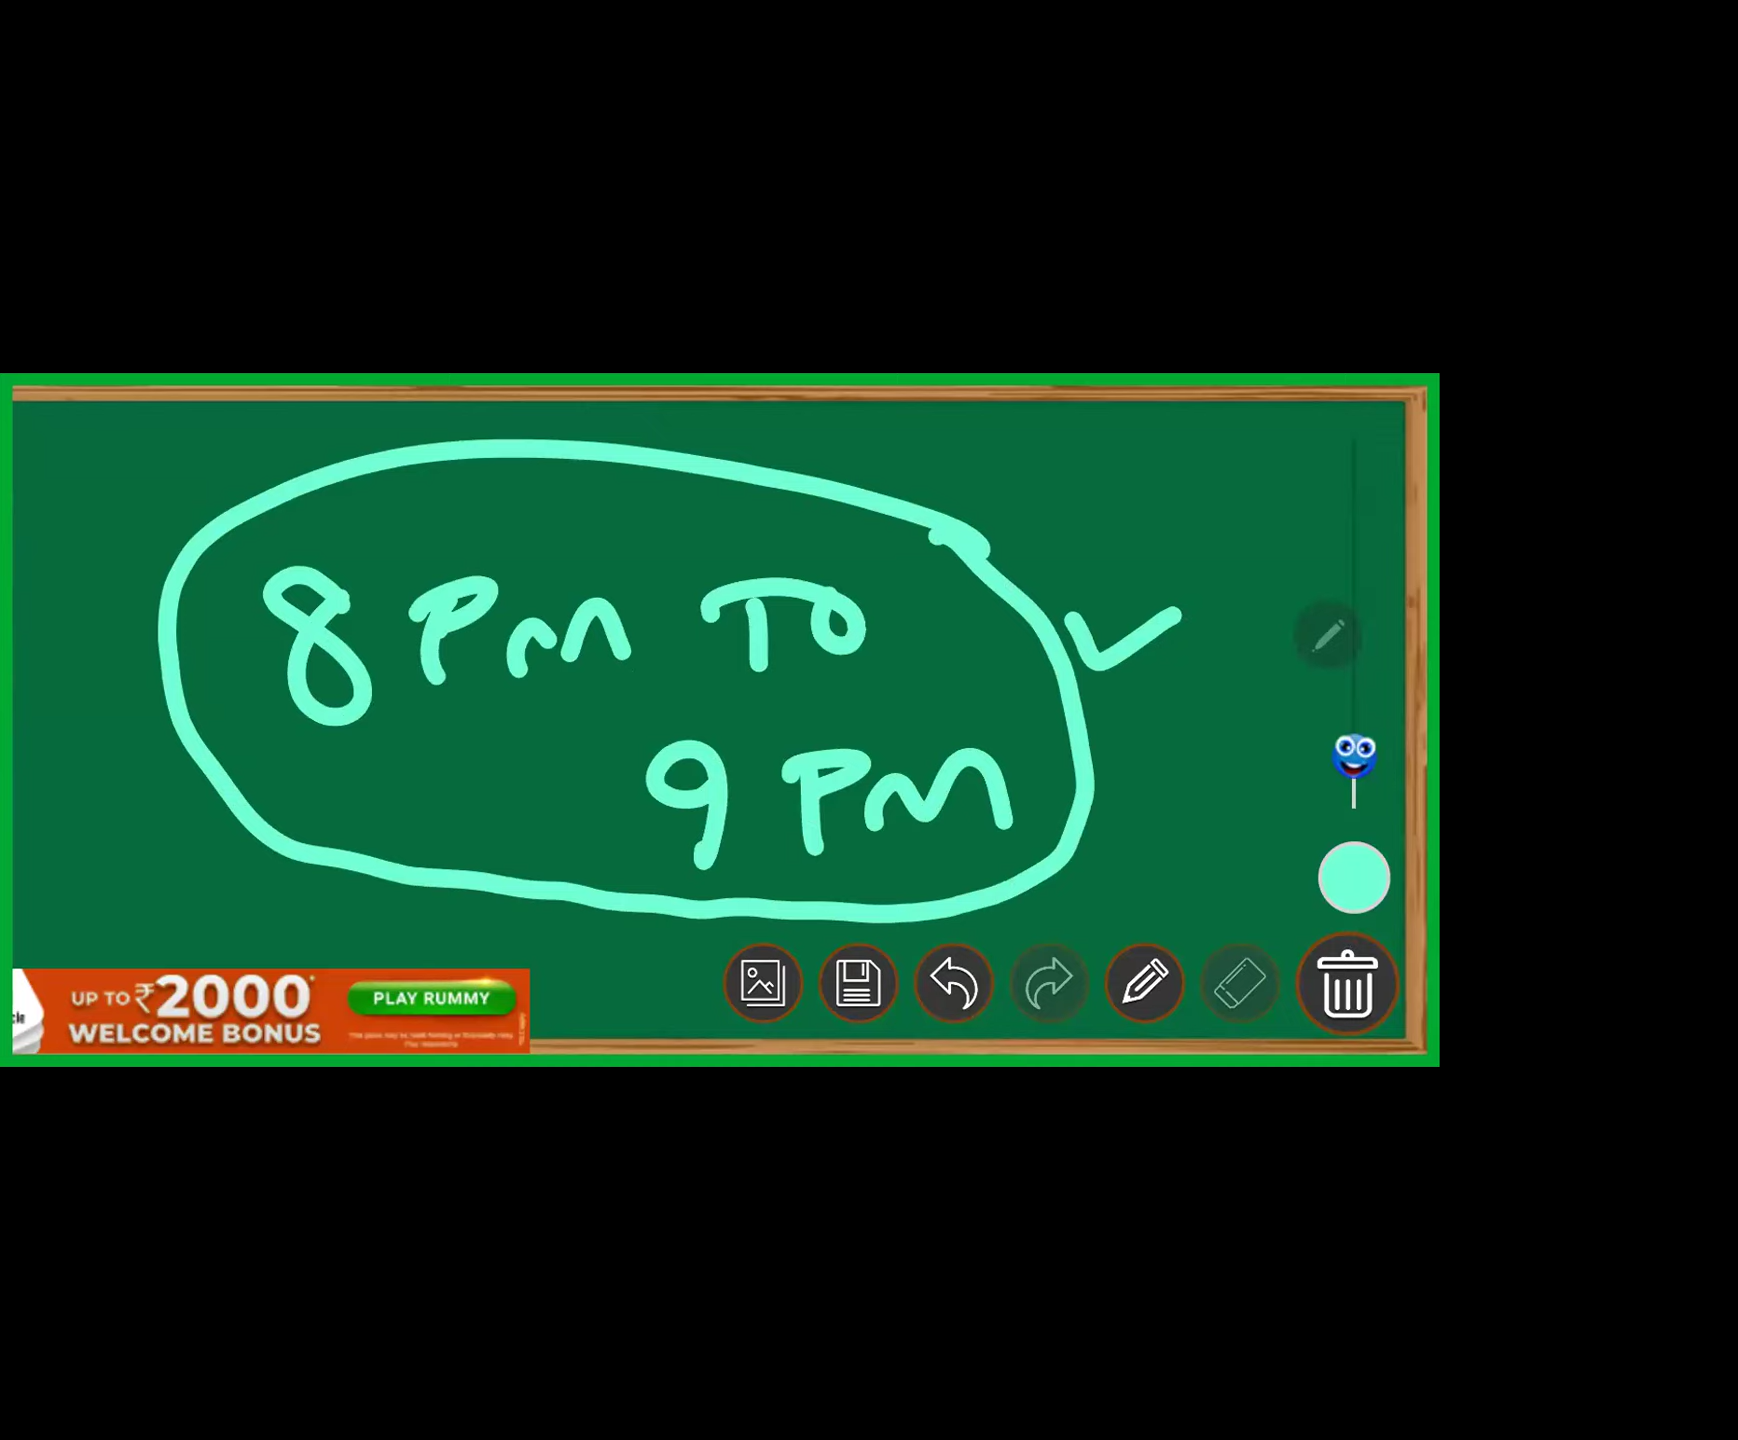 8 Pm To
9 PM
UP TO ₹2000*
WELCOME BONUS
PLAY RUMMY